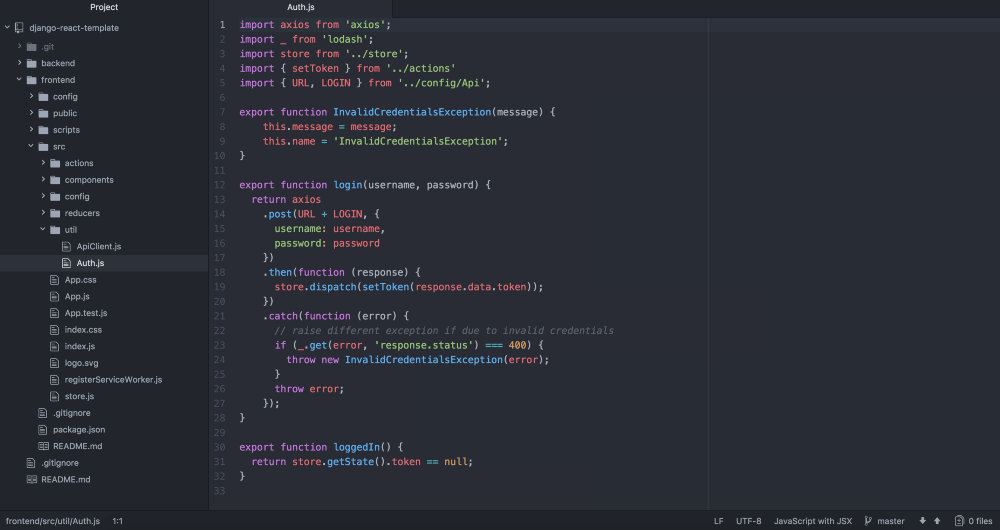 Project
django-react-template
.git
backend
frontend
config
public
scripts
src
actions
components
config
reducers
util
ApiClient.js
Auth.js
App.css
App.js
App.test.js
index.css
index.js
logo.svg
registerServiceWorker.js
store.js
.gitignore
package.json
README.md
.gitignore
README.md
Auth.js
1 import axios from 'axios';
2 import _ from 'lodash';
3 import store from '../store';
4 import { setToken } from '../actions'
5 import { URL, LOGIN } from '../config/Api';
6
7 export function InvalidCredentialsException(message) {
8     this.message = message;
9     this.name = 'InvalidCredentialsException';
10 }
11
12 export function login(username, password) {
13   return axios
14     .post(URL + LOGIN, {
15       username: username,
16       password: password
17     })
18     .then(function (response) {
19       store.dispatch(setToken(response.data.token));
20     })
21     .catch(function (error) {
22       // raise different exception if due to invalid credentials
23       if (_.get(error, 'response.status') === 400) {
24         throw new InvalidCredentialsException(error);
25       }
26       throw error;
27     });
28 }
29
30 export function loggedIn() {
31   return store.getState().token == null;
32 }
33
frontend/src/util/Auth.js 1:1 LF UTF-8 JavaScript with JSX master 0 files